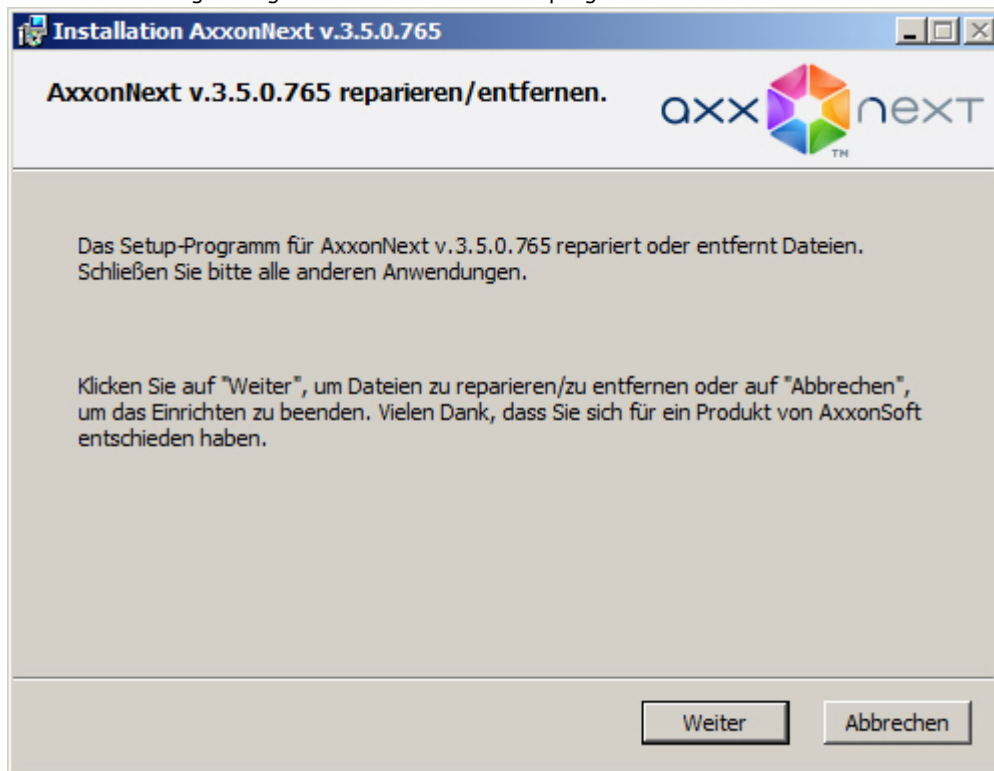 Installation AxxonNext v.3.5.0.765
AxxonNext v.3.5.0.765 reparieren/entfernen.
axx next
TM
Das Setup-Programm für AxxonNext v.3.5.0.765 repariert oder entfernt Dateien.
Schließen Sie bitte alle anderen Anwendungen.
Klicken Sie auf "Weiter", um Dateien zu reparieren/zu entfernen oder auf "Abbrechen",
um das Einrichten zu beenden. Vielen Dank, dass Sie sich für ein Produkt von AxxonSoft
entschieden haben.
Weiter
Abbrechen